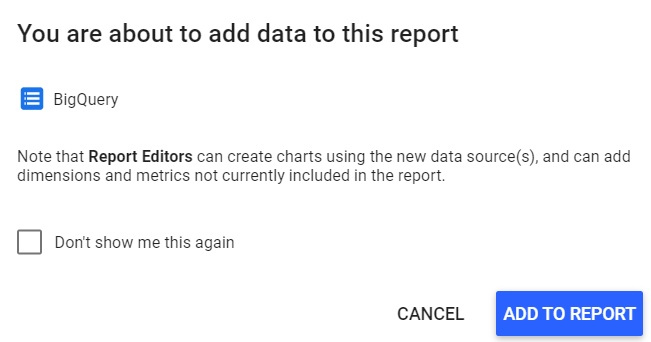 You are about to add data to this report
BigQuery
Note that Report Editors can create charts using the new data source(s), and can add
dimensions and metrics not currently included in the report.
Don't show me this again
CANCEL
ADD TO REPORT